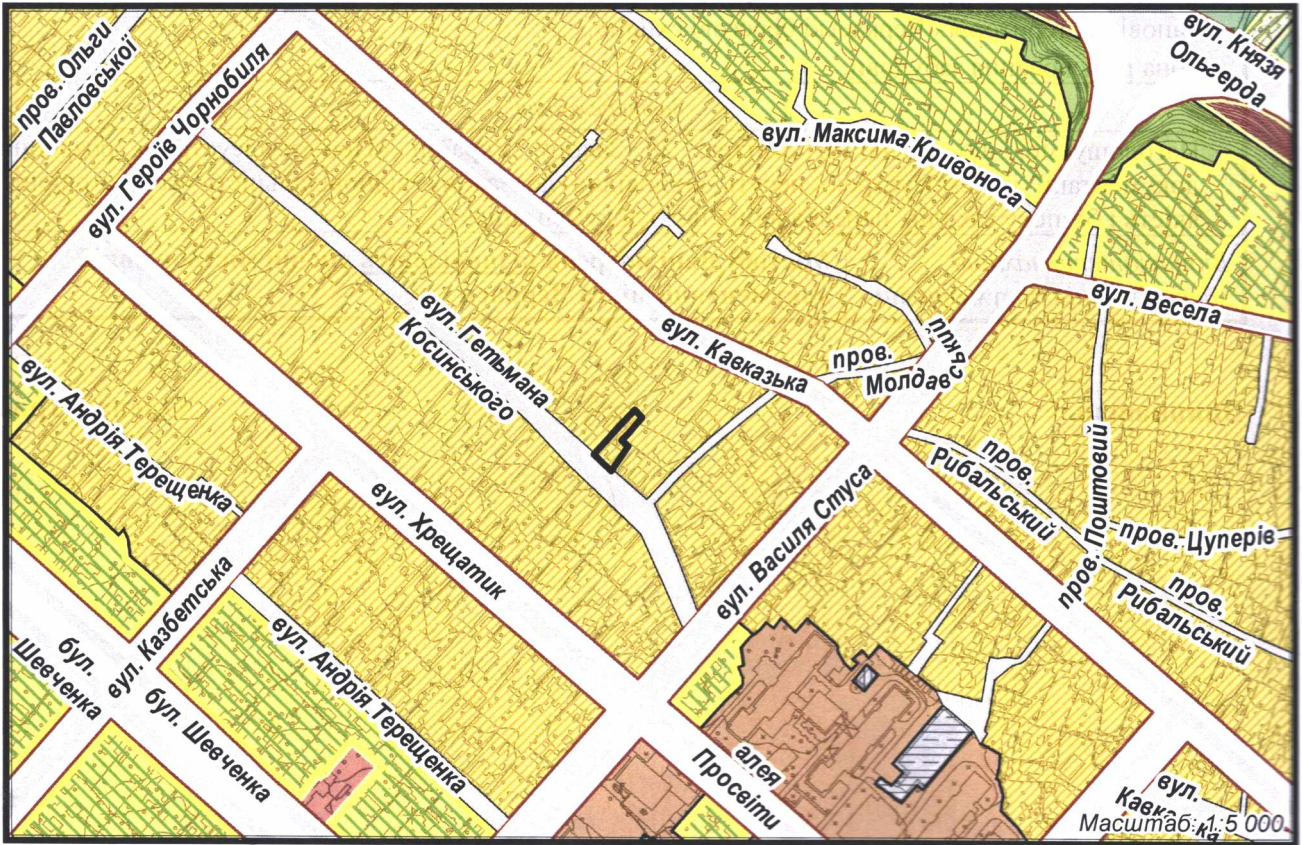 пров. Ольги
Павловської
вул. Героїв Чорнобиля
вул. Князя
Ольгерда
вул. Максима Кривоноса
вул. Весела
вул. Гетьмана
Косинського
вул. Кавказька
пров.
Молдавс
ький
вул. Андрія Терещенка
вул. Хрещатик
вул. Василя Стуса
пров.
Рибальський
пров. Поштовий
пров. Цуперів
пров.
Рибальський
вул. Казбетська
бул.
Шевченка
бул. Шевченка
вул. Андрія Терещенка
алея
Просвіти
вул.
Кавказька
Масштаб: 1:5 000